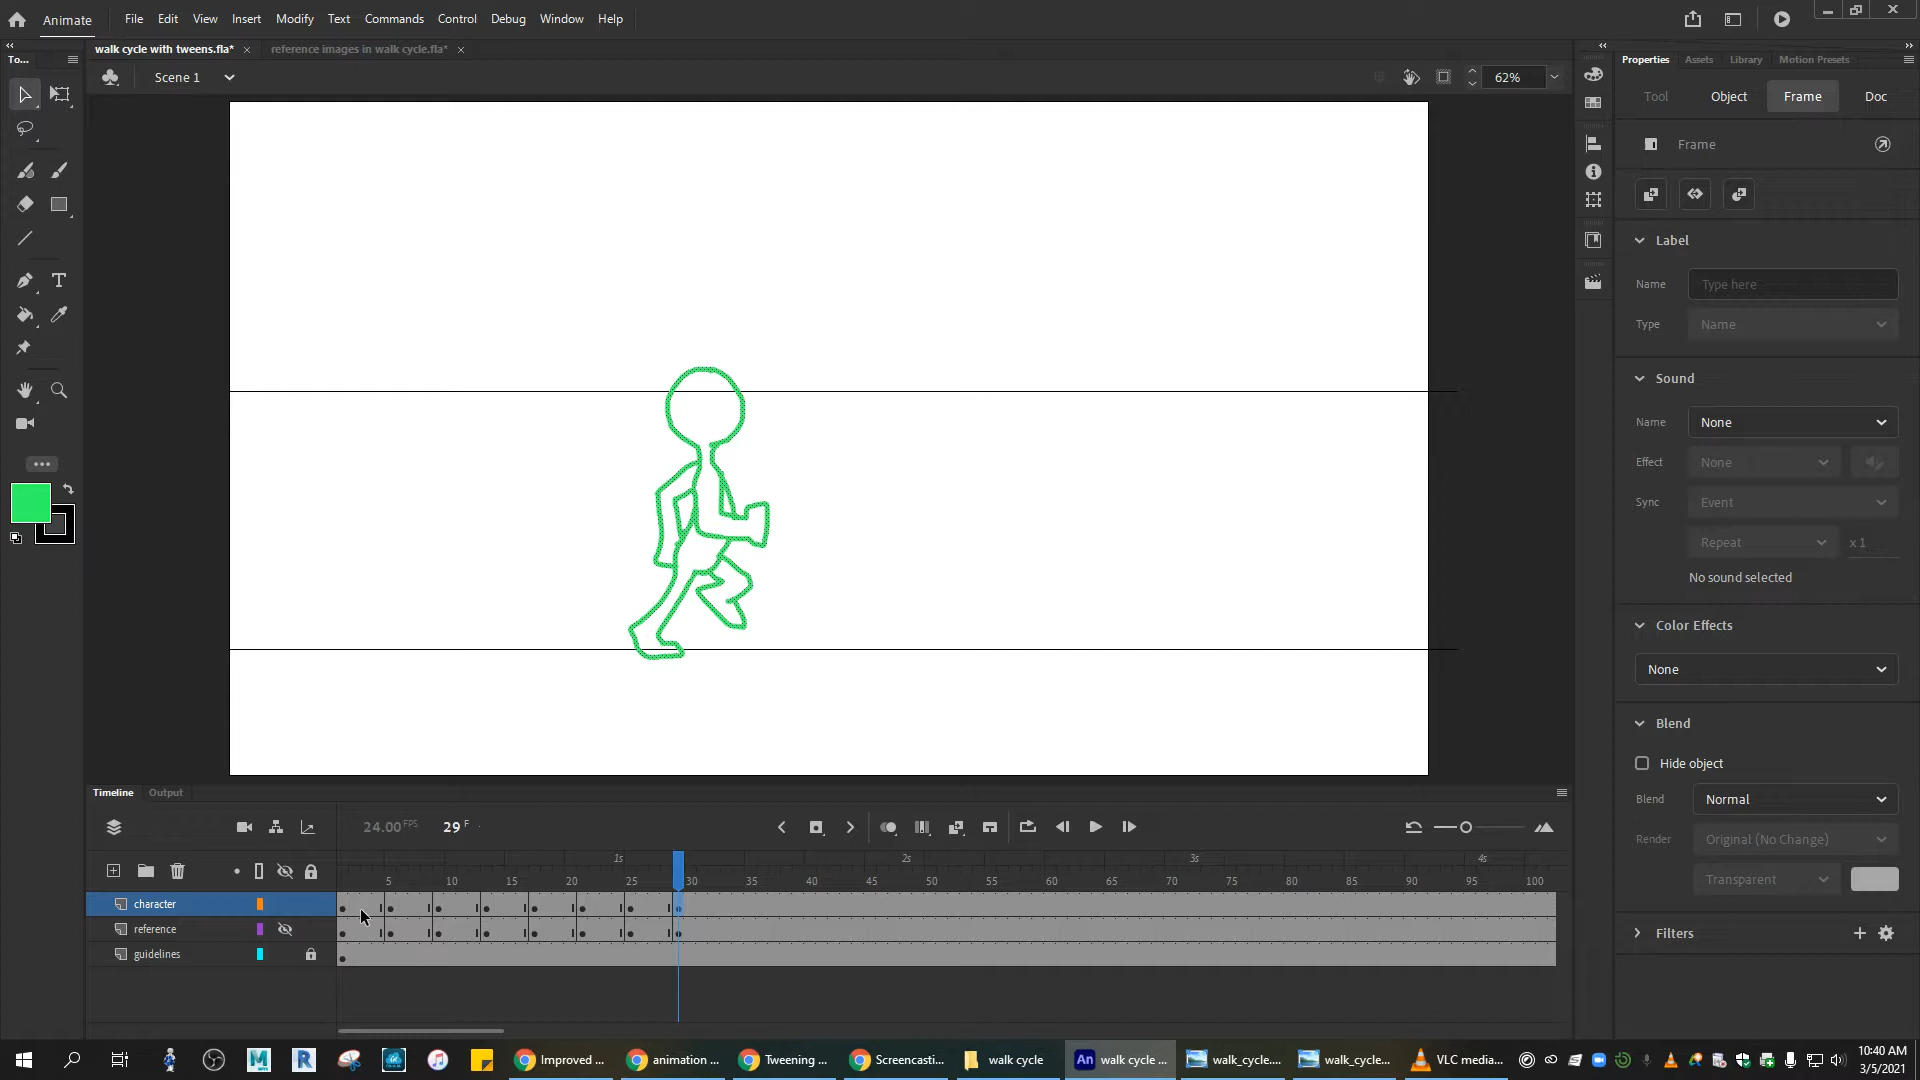 Animate File Edit View Insert Modify Text Commands Control Debug Window Help
walk cycle with tweens.fla* reference images in walk cycle.fla*
To...
Scene 1 62%
Properties Assets Library Motion Presets
Tool Object Frame Doc
Frame
Label
Name Type here
Type Name
Sound
Name None
Effect None
Sync Event
Repeat x 1
No sound selected
Color Effects
None
Blend
Hide object
Blend Normal
Render Original (No Change)
Transparent
Filters
T
Timeline Output
24.00 FPS 29 F
1s 2s 3s 4s
5 10 15 20 25 30 35 40 45 50 55 60 65 70 75 80 85 90 95 100
character
reference
guidelines
Improved ... animation ... Tweening ... Screencasti... walk cycle An walk cycle ... walk_cycle.... walk_cycle.... VLC media...
10:40 AM
3/5/2021